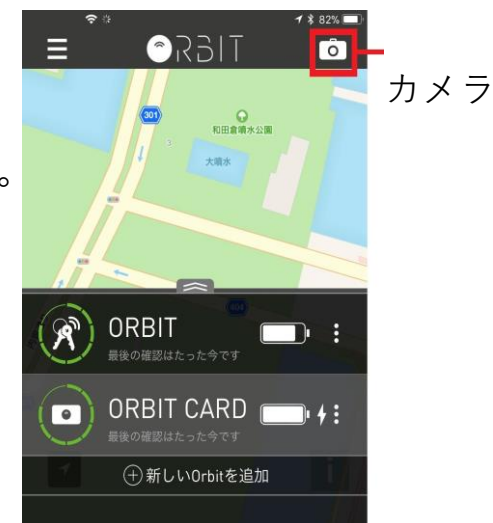 82%
ORBIT
カメラ
301
和田倉噴水公園
3
大噴水
。
604
ORBIT
最後の確認はたった今です
ORBIT CARD
最後の確認はたった今です
新しいOrbitを追加